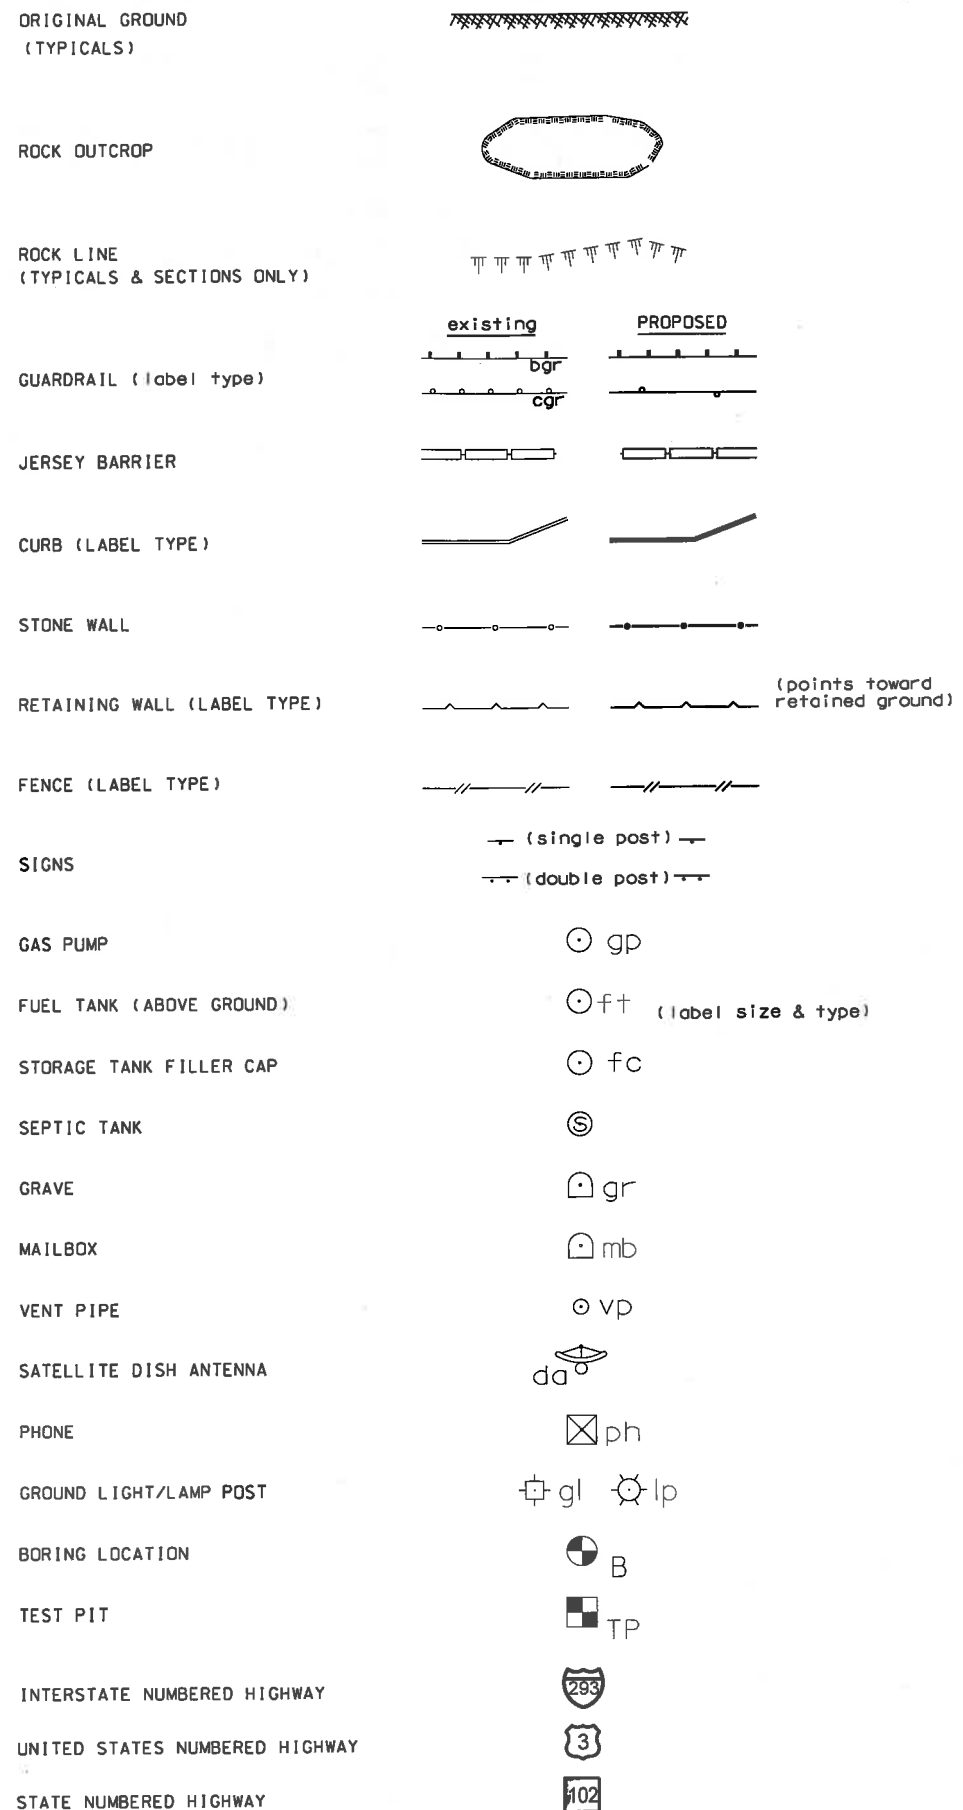 ORIGINAL GROUND
(TYPICALS)
ROCK OUTCROP
ROCK LINE
(TYPICALS & SECTIONS ONLY)
existing PROPOSED
GUARDRAIL (label type)
bgr
cgr
JERSEY BARRIER
CURB (LABEL TYPE)
STONE WALL
RETAINING WALL (LABEL TYPE)
(points toward
retained ground)
FENCE (LABEL TYPE)
SIGNS
(single post)
(double post)
GAS PUMP gp
FUEL TANK (ABOVE GROUND) ft (label size & type)
STORAGE TANK FILLER CAP fc
SEPTIC TANK S
GRAVE gr
MAILBOX mb
VENT PIPE vp
SATELLITE DISH ANTENNA da
PHONE ph
GROUND LIGHT/LAMP POST gl lp
BORING LOCATION B
TEST PIT TP
INTERSTATE NUMBERED HIGHWAY 293
UNITED STATES NUMBERED HIGHWAY 3
STATE NUMBERED HIGHWAY 102